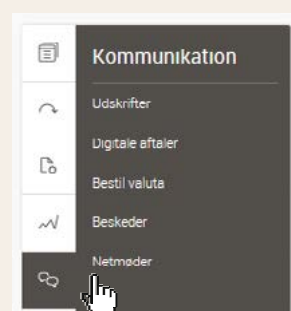 Kommunikation
Udskrifter
Digitale aftaler
Bestil valuta
Beskeder
Netmøder